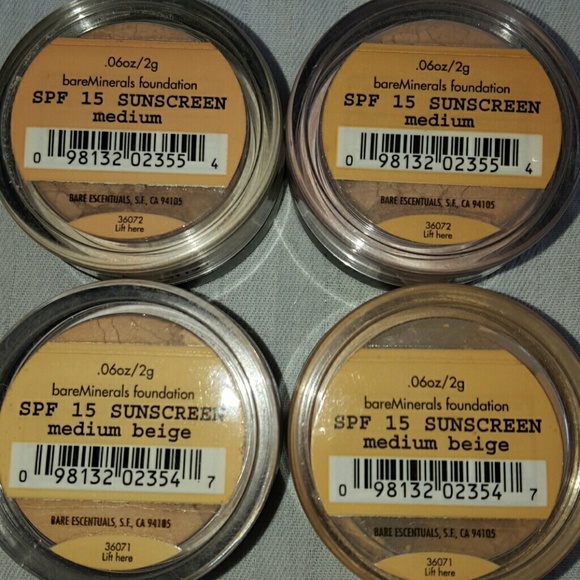 .06oz/2g
bareMinerals foundation
SPF 15 SUNSCREEN
medium
0 98132 02355 4
BARE ESCENTUALS, S.F., CA 94105
36072
Lift here
.06oz/2g
bareMinerals foundation
SPF 15 SUNSCREEN
medium
0 98132 02355 4
BARE ESCENTUALS, S.F., CA 94105
36072
Lift here
.06oz/2g
bareMinerals foundation
SPF 15 SUNSCREEN
medium beige
0 98132 02354 7
BARE ESCENTUALS, S.F., CA 94105
36071
Lift here
.06oz/2g
bareMinerals foundation
SPF 15 SUNSCREEN
medium beige
0 98132 02354 7
BARE ESCENTUALS, S.F., CA 94105
36071
Lift here